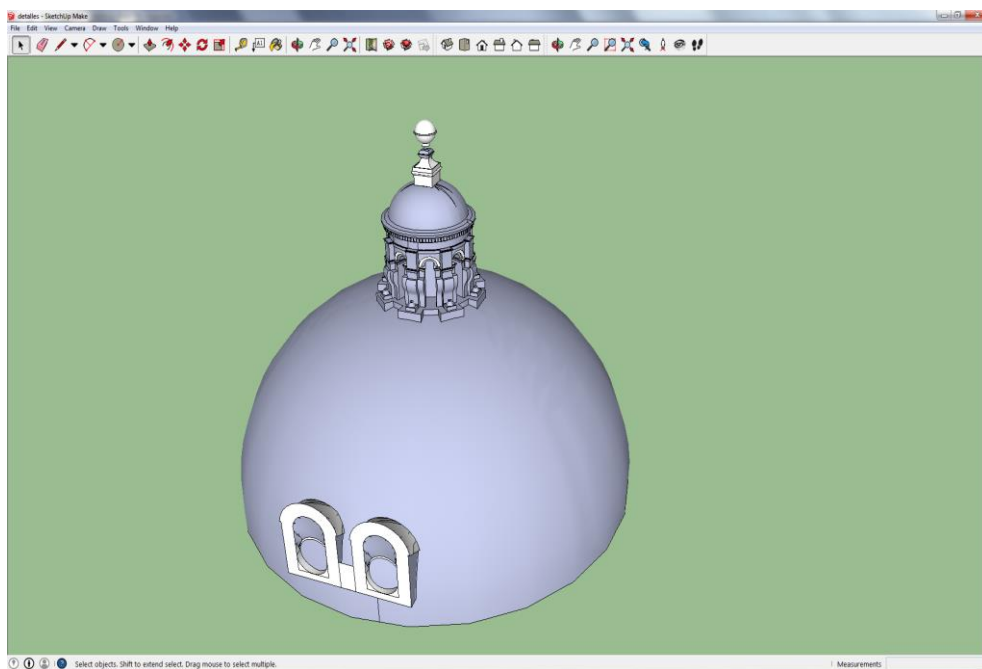 detalles - SketchUp Make
File Edit View Camera Draw Tools Window Help
Select objects. Shift to extend select. Drag mouse to select multiple.
Measurements